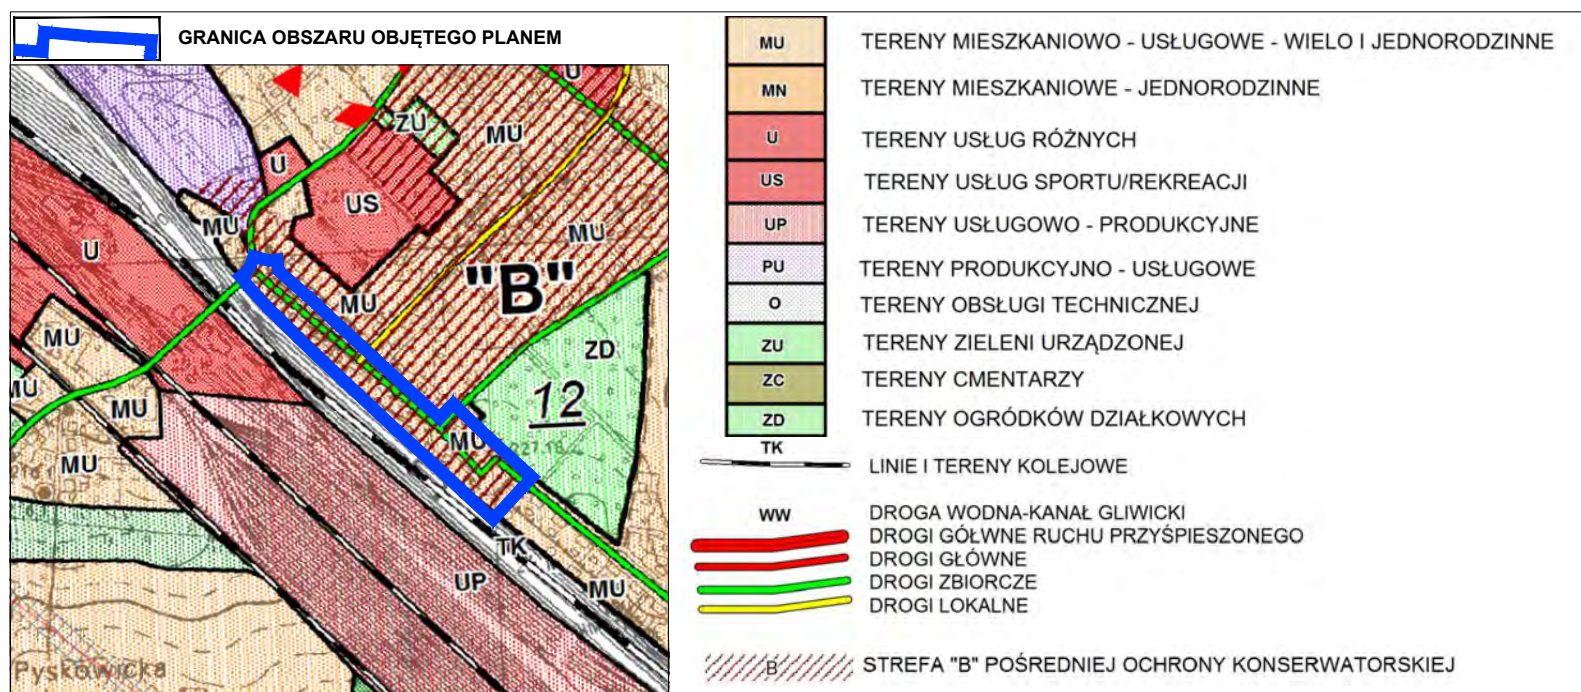 GRANICA OBSZARU OBJĘTEGO PLANEM
U
ZU
MU
U
US
MU
MU
U
"B"
MU
MU
ZD
MU
12
MU
MU
227.16
MU
TK
UP
MU
Pyskowicka
MU TERENY MIESZKANIOWO - USŁUGOWE - WIELO I JEDNORODZINNE
MN TERENY MIESZKANIOWE - JEDNORODZINNE
U TERENY USŁUG RÓŻNYCH
US TERENY USŁUG SPORTU/REKREACJI
UP TERENY USŁUGOWO - PRODUKCYJNE
PU TERENY PRODUKCYJNO - USŁUGOWE
O TERENY OBSŁUGI TECHNICZNEJ
ZU TERENY ZIELENI URZĄDZONEJ
ZC TERENY CMENTARZY
ZD TERENY OGRÓDKÓW DZIAŁKOWYCH
TK LINIE I TERENY KOLEJOWE
WW DROGA WODNA-KANAŁ GLIWICKI
DROGI GÓŁWNE RUCHU PRZYŚPIESZONEGO
DROGI GŁÓWNE
DROGI ZBIORCZE
DROGI LOKALNE
B STREFA "B" POŚREDNIEJ OCHRONY KONSERWATORSKIEJ